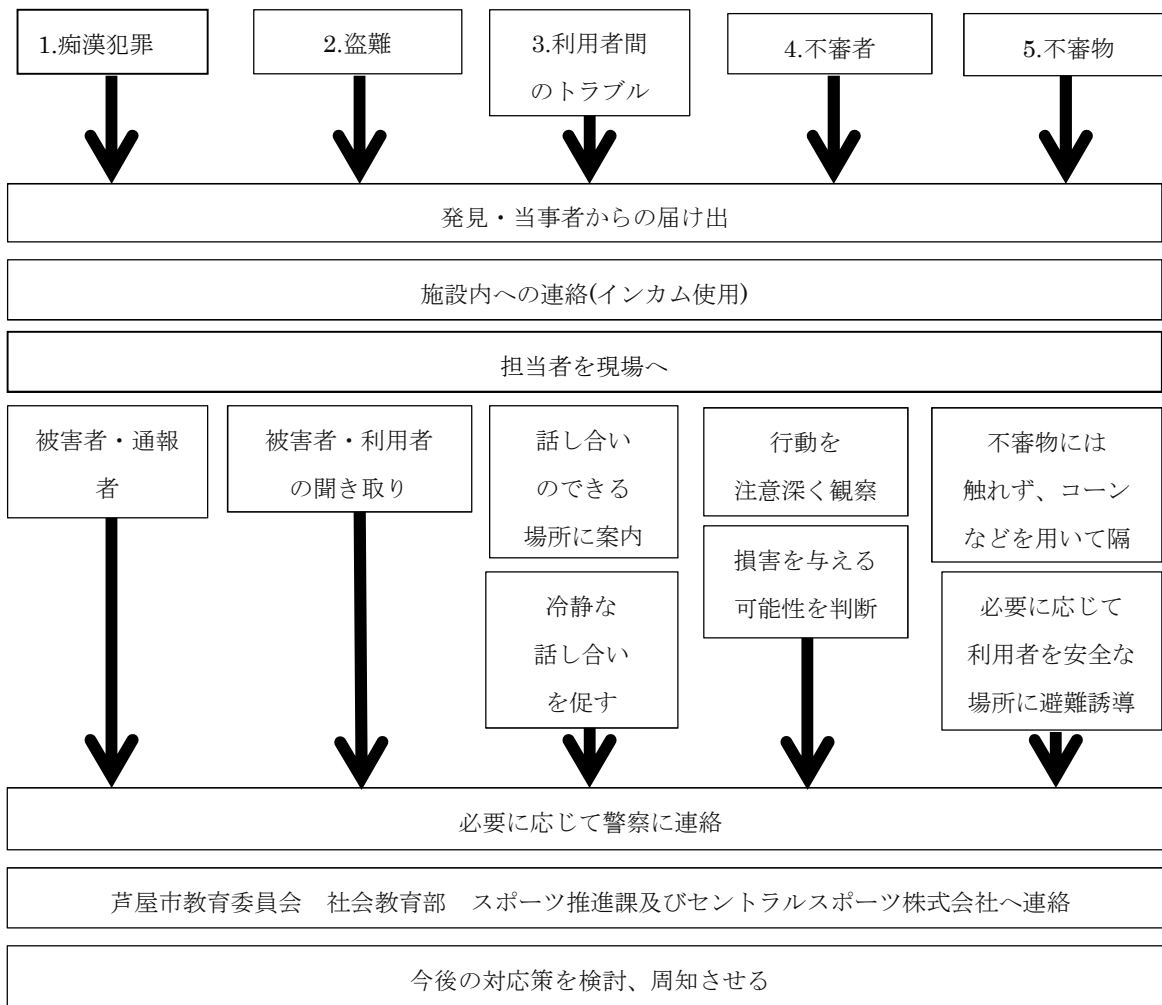 1.痴漢犯罪
2.盗難
3.利用者間
のトラブル
4.不審者
5.不審物
発見・当事者からの届け出
施設内への連絡(インカム使用)
担当者を現場へ
被害者・通報
者
被害者・利用者
の聞き取り
話し合い
のできる
場所に案内
冷静な
話し合い
を促す
行動を
注意深く観察
損害を与える
可能性を判断
不審物には
触れず、コーン
などを用いて隔
必要に応じて
利用者を安全な
場所に避難誘導
必要に応じて警察に連絡
芦屋市教育委員会　社会教育部　スポーツ推進課及びセントラルスポーツ株式会社へ連絡
今後の対応策を検討、周知させる